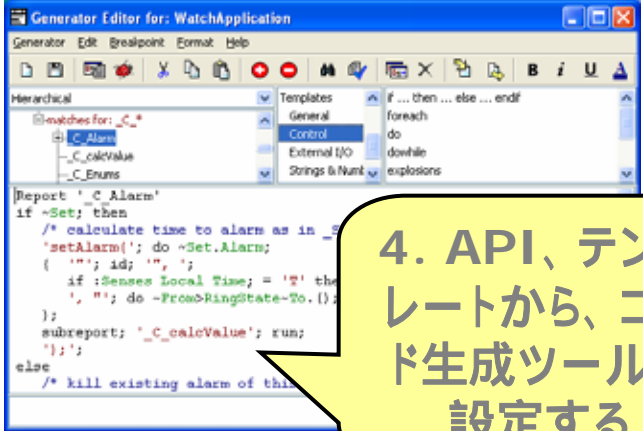 Generator Editor for: WatchApplication
Generator Edit Breakpoint Format Help
B i U A
Hierarchical
matches for: _C_*
_C_Alarm
_C_calcValue
_C_Enums
Templates
General
Control
External I/O
Strings & Numb
if ... then ... else ... endif
foreach
do
dowhile
explosions
Report '_C_Alarm'
if ~Set; then
/* calculate time to alarm as in _S
'setAlarm('; do ~Set.Alarm;
{ '"'; id; '", ';
if :Senses Local Time; = 'T' the
', "'; do ~From>RingState~To.();
};
subreport; '_C_calcValue'; run;
');';
else
/* kill existing alarm of this
4. API、テン
レートから、コ
ド生成ツール
設定する